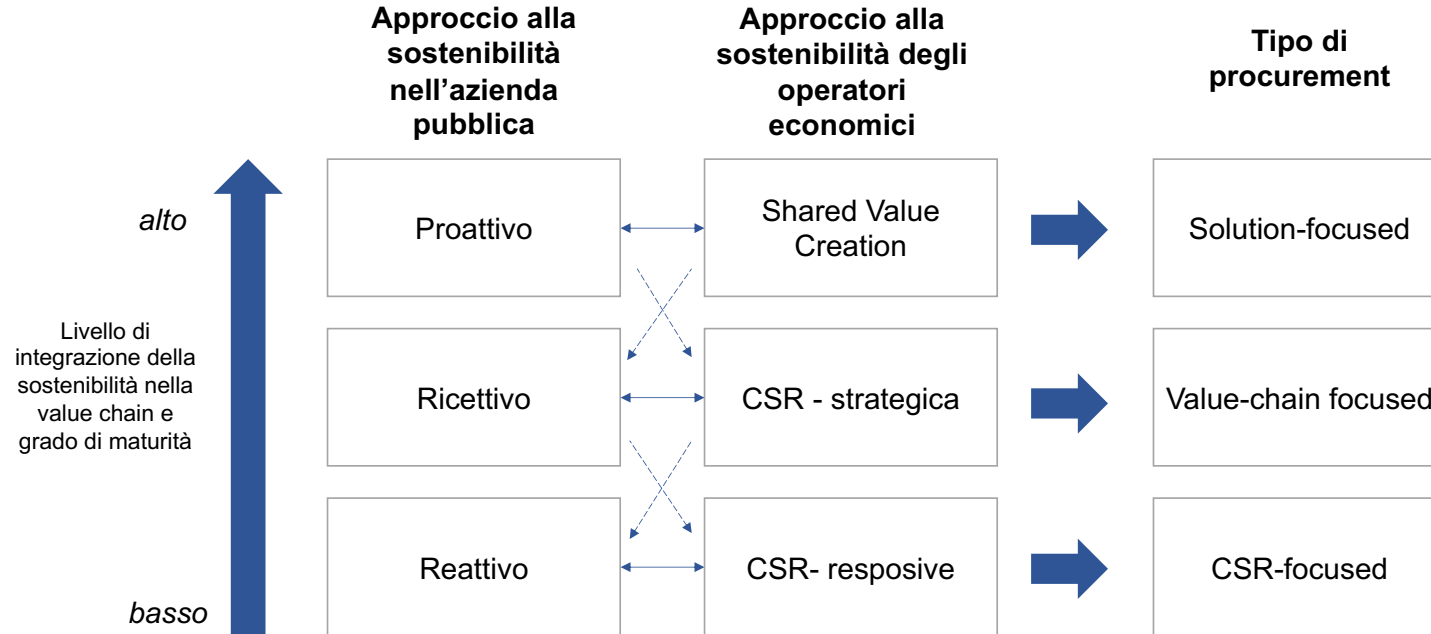 Approccio alla
sostenibilità
nell’azienda
pubblica
Approccio alla
sostenibilità degli
operatori
economici
Tipo di
procurement
alto
Proattivo
Shared Value
Creation
Solution-focused
Livello di
integrazione della
sostenibilità nella
value chain e
grado di maturità
Ricettivo
CSR - strategica
Value-chain focused
Reattivo
CSR- resposive
CSR-focused
basso